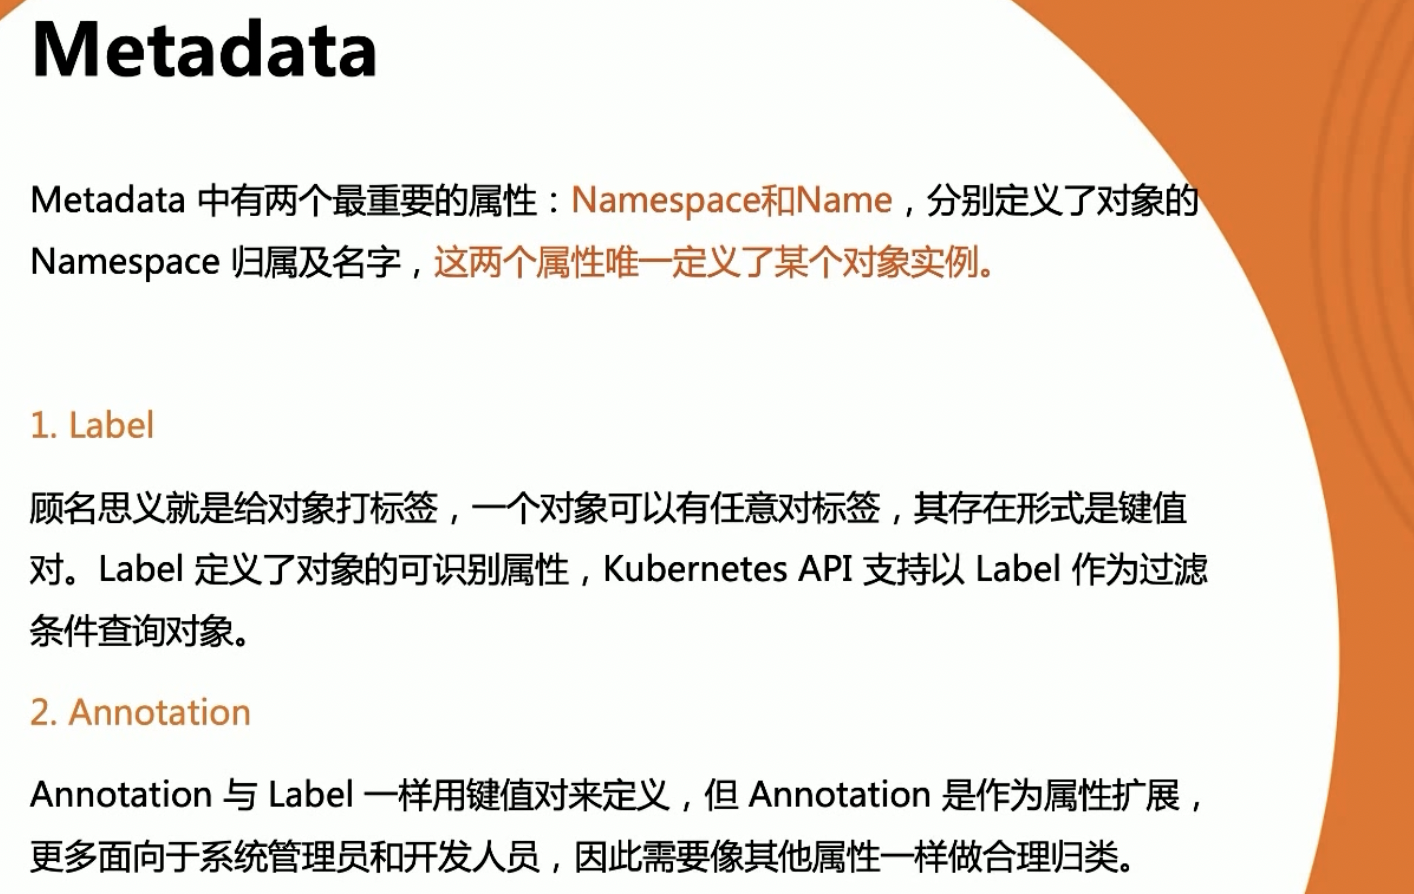 Metadata
Metadata 中有两个最重要的属性：Namespace和Name，分别定义了对象的
Namespace 归属及名字，这两个属性唯一定义了某个对象实例。
1. Label
顾名思义就是给对象打标签，一个对象可以有任意对标签，其存在形式是键值
对。Label 定义了对象的可识别属性，Kubernetes API 支持以 Label 作为过滤
条件查询对象。
2. Annotation
Annotation 与 Label 一样用键值对来定义，但 Annotation 是作为属性扩展，
更多面向于系统管理员和开发人员，因此需要像其他属性一样做合理归类。